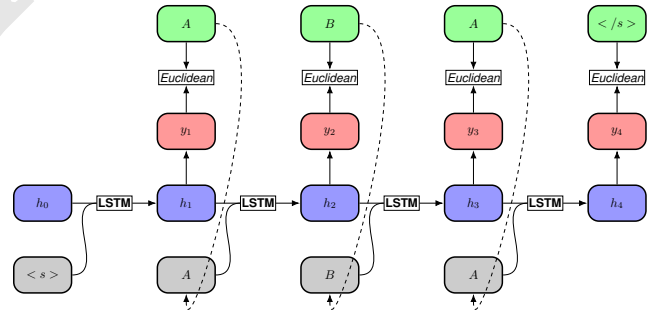 A B A </s>
Euclidean Euclidean Euclidean Euclidean
y₁ y₂ y₃ y₄
h₀ LSTM h₁ LSTM h₂ LSTM h₃ LSTM h₄
<s> A B A